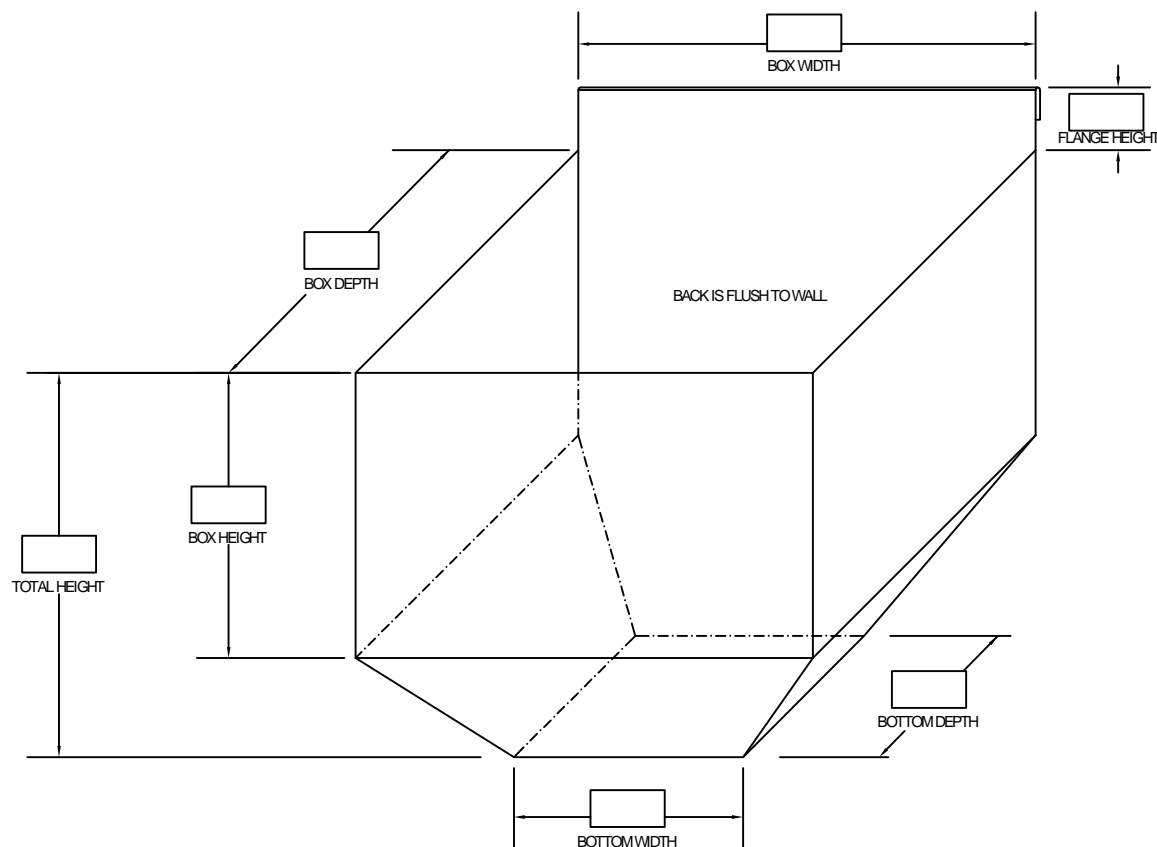 BOX WIDTH
FLANGE HEIGHT
BOX DEPTH
BACK IS FLUSH TO WALL
BOX HEIGHT
TOTAL HEIGHT
BOTTOM DEPTH
BOTTOM WIDTH